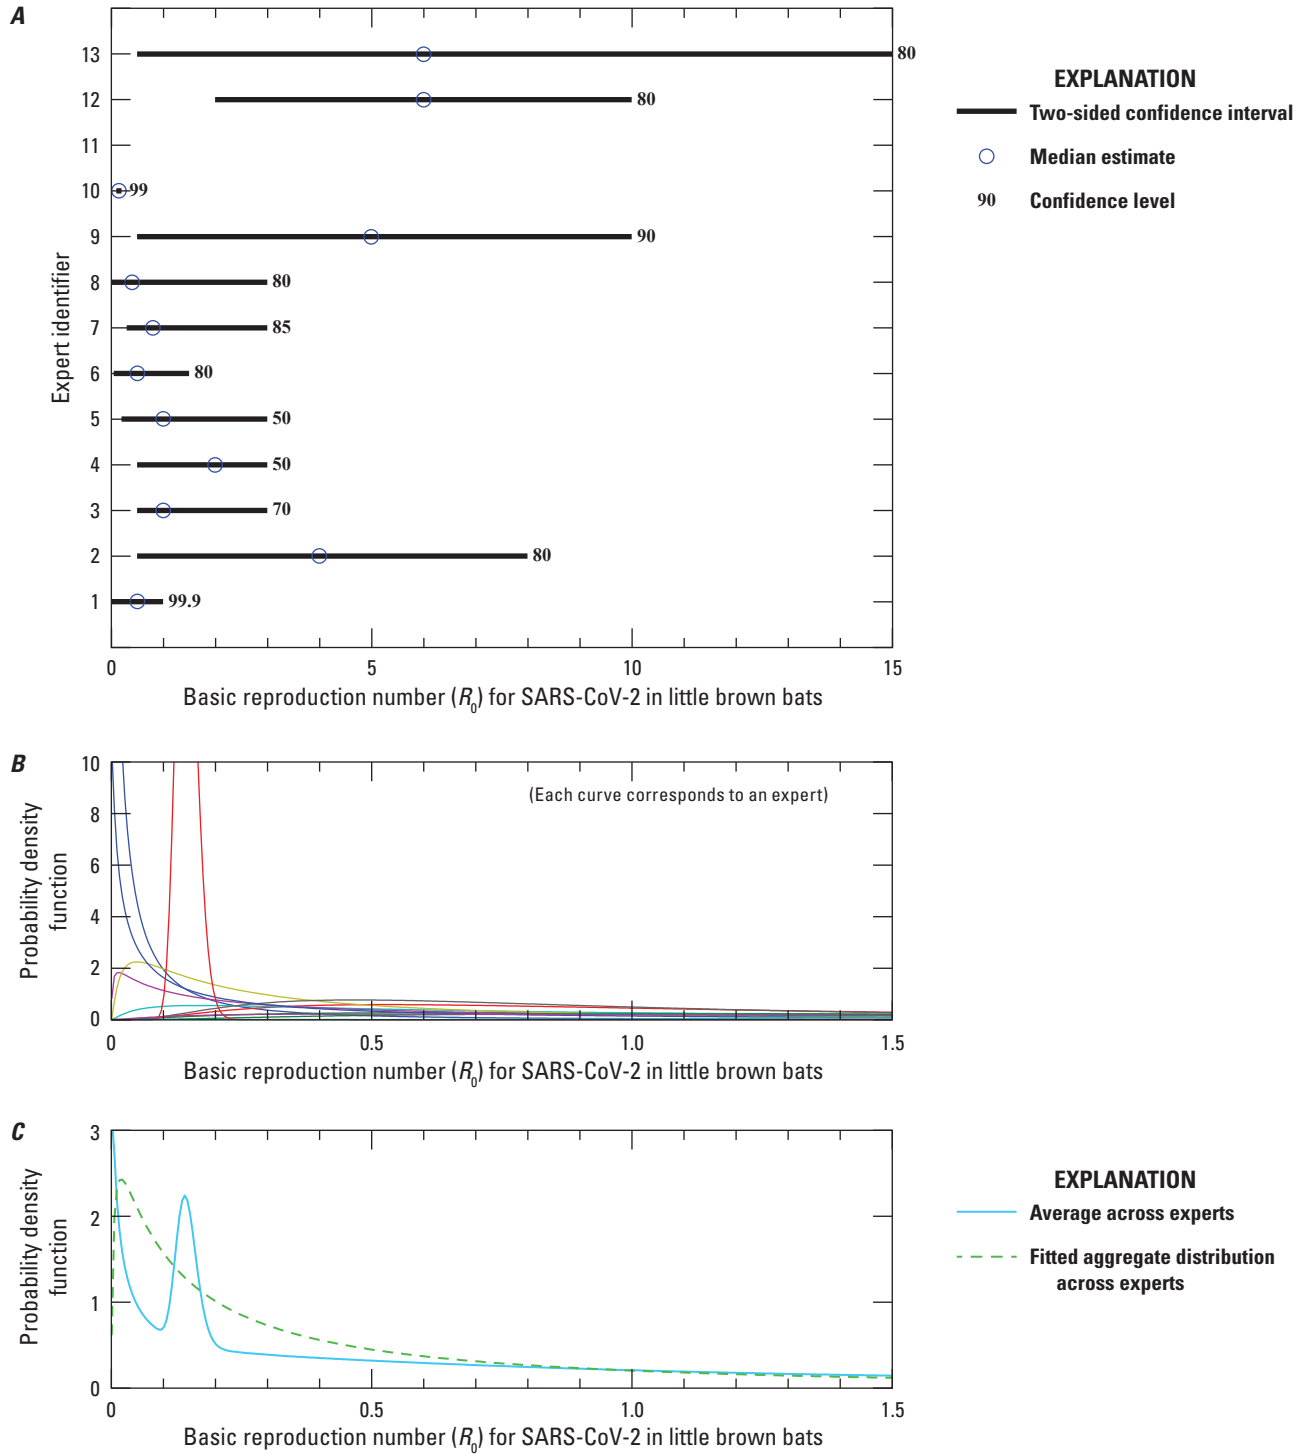 A
13
12
11
10
9
8
7
6
5
4
3
2
1
Expert identifier
80
80
99
90
80
85
80
50
50
70
80
99.9
0
5
10
15
Basic reproduction number (R0) for SARS-CoV-2 in little brown bats
EXPLANATION
Two-sided confidence interval
Median estimate
90 Confidence level
B
10
8
6
4
2
0
Probability density
function
(Each curve corresponds to an expert)
0
0.5
1.0
1.5
Basic reproduction number (R0) for SARS-CoV-2 in little brown bats
C
3
2
1
0
Probability density
function
0
0.5
1.0
1.5
Basic reproduction number (R0) for SARS-CoV-2 in little brown bats
EXPLANATION
Average across experts
Fitted aggregate distribution
across experts